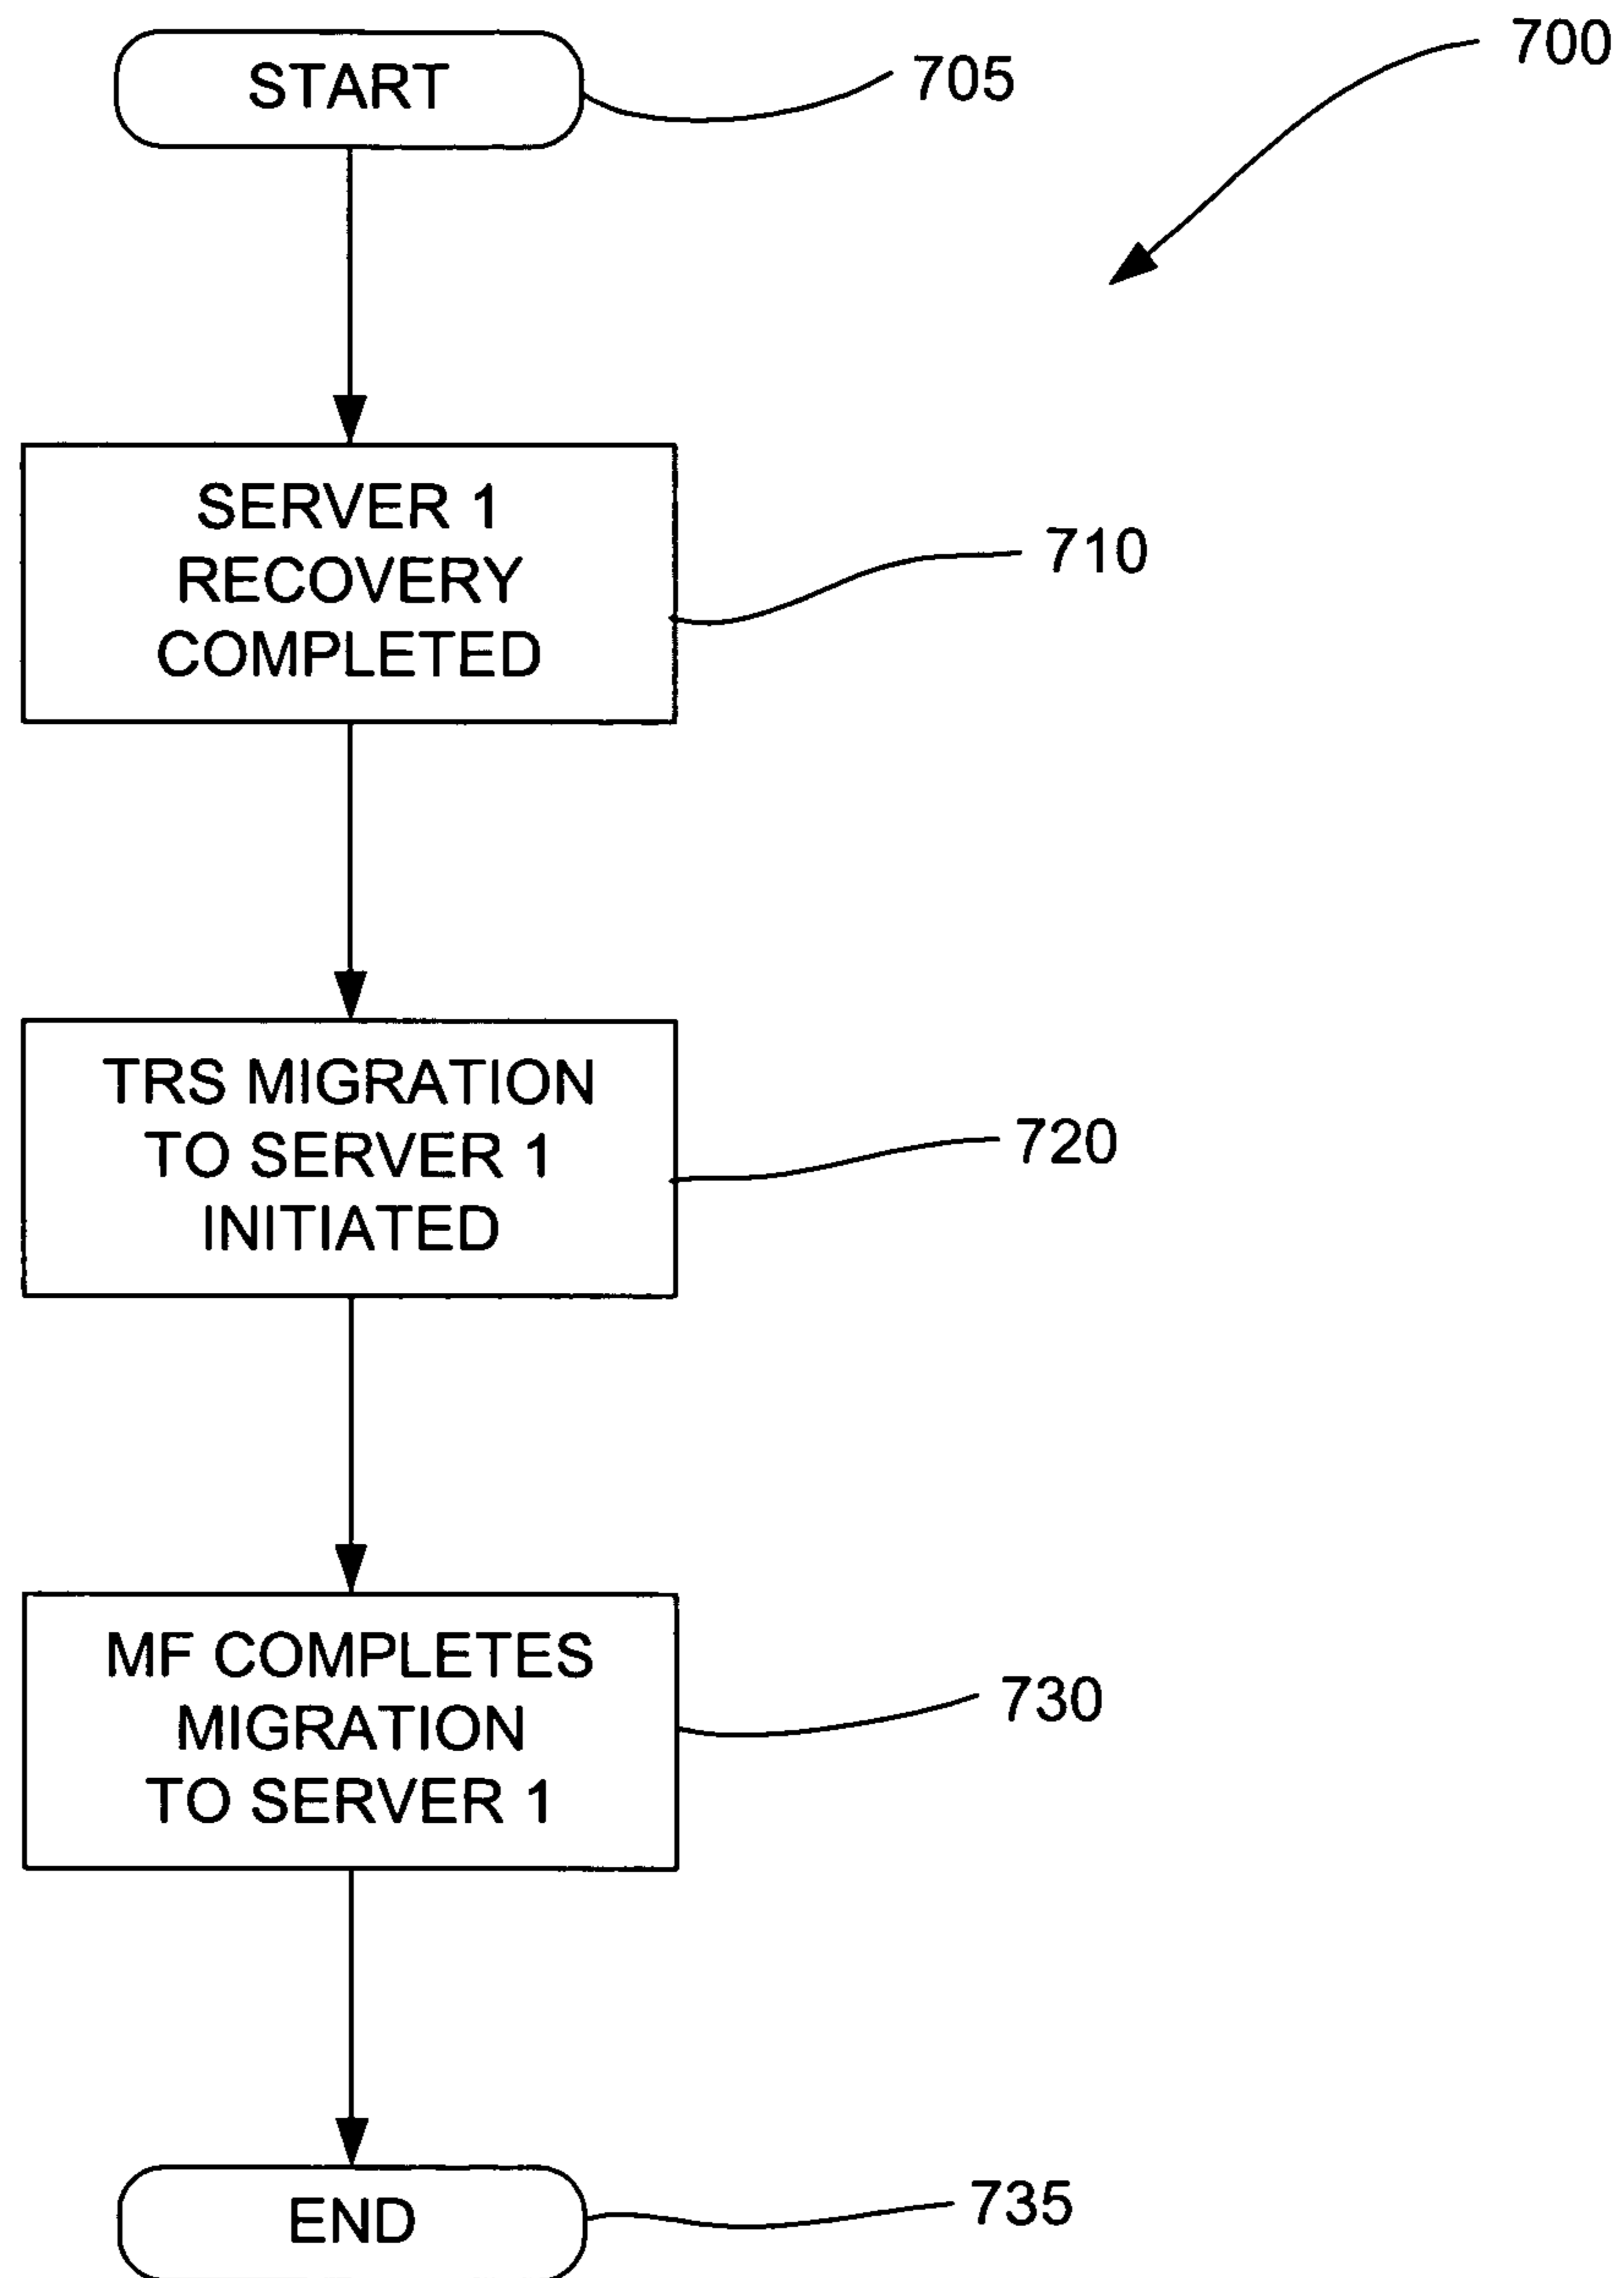 700
START
705
SERVER 1
RECOVERY
COMPLETED
710
TRS MIGRATION
TO SERVER 1
INITIATED
720
MF COMPLETES
MIGRATION
TO SERVER 1
730
END
735